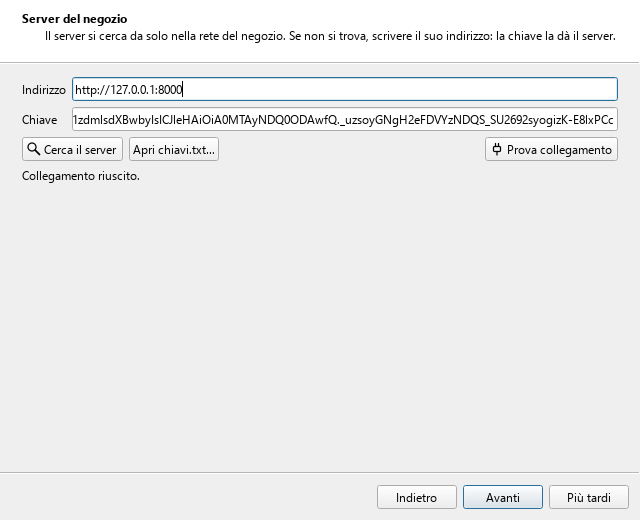 Server del negozio
Il server si cerca da solo nella rete del negozio. Se non si trova, scrivere il suo indirizzo: la chiave la dà il server.
Indirizzo http://127.0.0.1:8000
Chiave 1zdmlsdXBwbyIsICJleHAiOiA0MTAyNDQ0ODAwfQ._uzsoyGNgH2eFDVYzNDQS_SU2692syogizK-E8IxPCc
Cerca il server Apri chiavi.txt... Prova collegamento
Collegamento riuscito.
Indietro Avanti Più tardi